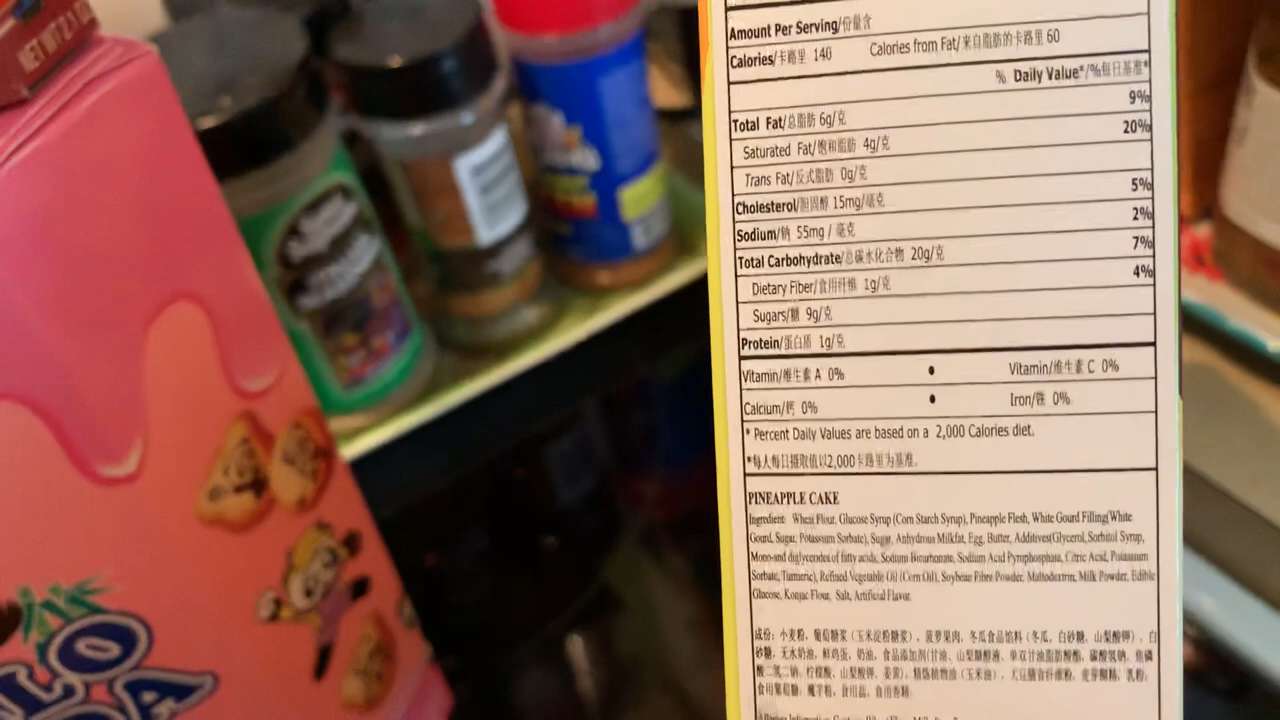 NET WT 2.1
LO
A
Amount Per Serving/份量含
Calories/卡路里 140 Calories from Fat/来自脂肪的卡路里 60
% Daily Value*/%每日基准*
9%
Total Fat/总脂肪 6g/克
20%
Saturated Fat/饱和脂肪 4g/克
Trans Fat/反式脂肪 0g/克
5%
Cholesterol/胆固醇 15mg/毫克
2%
Sodium/钠 55mg / 毫克
7%
Total Carbohydrate/总碳水化合物 20g/克
4%
Dietary Fiber/食用纤维 1g/克
Sugars/糖 9g/克
Protein/蛋白质 1g/克
Vitamin/维生素 A 0% • Vitamin/维生素 C 0%
Calcium/钙 0% • Iron/铁 0%
* Percent Daily Values are based on a 2,000 Calories diet.
*每人每日摄取值以2,000卡路里为基准.
PINEAPPLE CAKE
Ingredient: Wheat Flour, Glucose Syrup (Corn Starch Syrup), Pineapple Flesh, White Gourd Filling(White
Gourd, Sugar, Potassium Sorbate), Sugar, Anhydrous Milkfat, Egg, Butter, Additives(Glycerol, Sorbitol Syrup,
Mono-and diglycerides of fatty acids, Sodium Bicarbonate, Sodium Acid Pyrophosphate, Citric Acid, Potassium
Sorbate, Turmeric), Refined Vegetable Oil (Corn Oil), Soybean Fibre Powder, Maltodextrin, Milk Powder, Edible
Glucose, Konjac Flour, Salt, Artificial Flavor.
成份: 小麦粉, 葡萄糖浆 (玉米淀粉糖浆), 菠萝果肉, 冬瓜食品馅料 (冬瓜, 白砂糖, 山梨酸钾), 白
砂糖, 无水奶油, 鲜鸡蛋, 奶油, 食品添加剂(甘油, 山梨糖醇液, 单双甘油脂肪酸酯, 碳酸氢钠, 焦磷
酸二氢二钠, 柠檬酸, 山梨酸钾, 姜黄), 精炼植物油 (玉米油), 大豆膳食纤维粉, 麦芽糊精, 乳粉,
食用葡萄糖, 魔芋粉, 食用盐, 食用香精